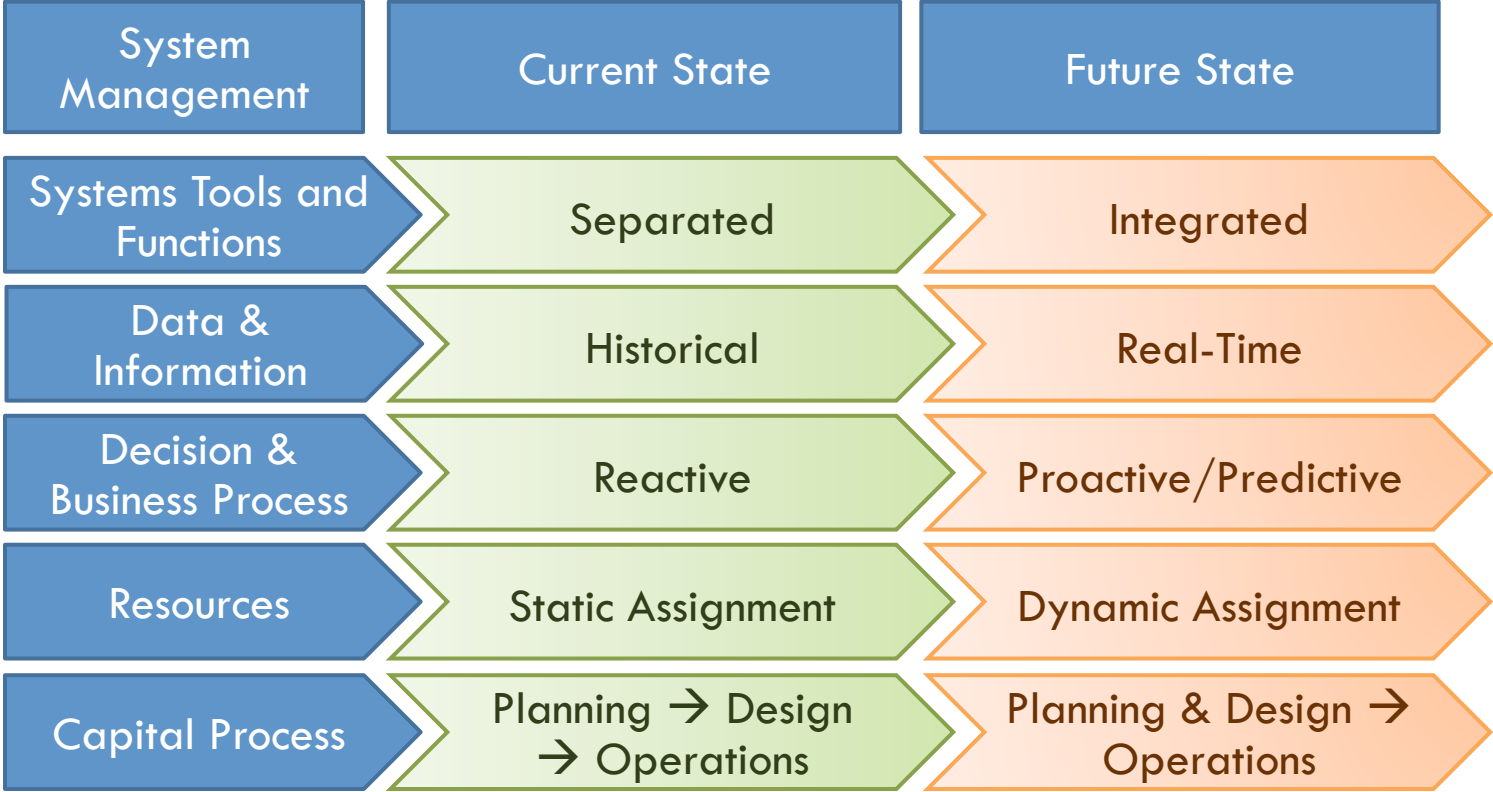 System
Management
Current State
Future State
Systems Tools and
Functions
Separated
Integrated
Data &
Information
Historical
Real-Time
Decision &
Business Process
Reactive
Proactive/Predictive
Resources
Static Assignment
Dynamic Assignment
Capital Process
Planning → Design
→ Operations
Planning & Design →
Operations